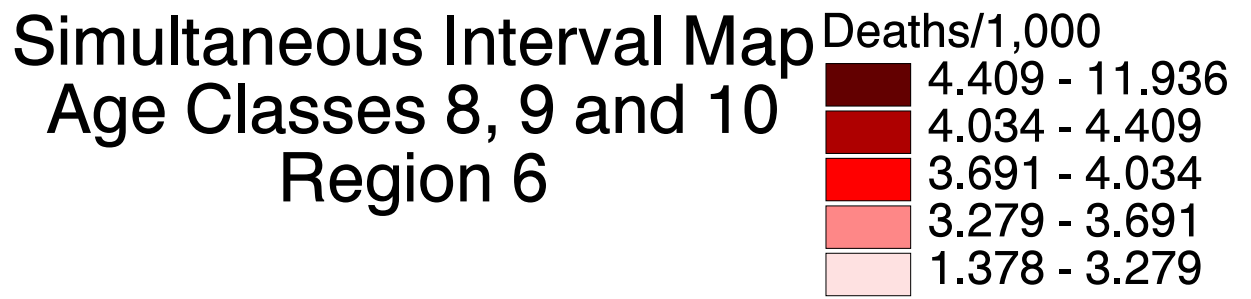 Simultaneous Interval Map
Age Classes 8, 9 and 10
Region 6
Deaths/1,000
4.409 - 11.936
4.034 - 4.409
3.691 - 4.034
3.279 - 3.691
1.378 - 3.279